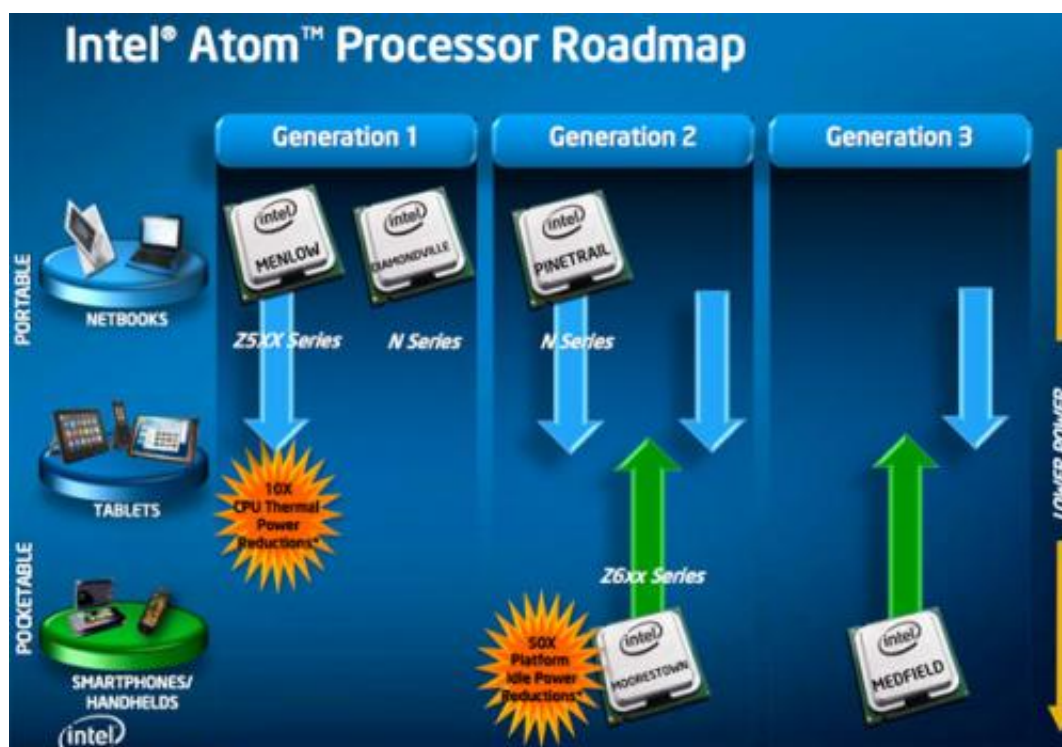 Intel® Atom™ Processor Roadmap
Generation 1
Generation 2
Generation 3
PORTABLE
NETBOOKS
intel
MENLOW
Z5XX Series
intel
DIAMONDVILLE
N Series
intel
PINETRAIL
N Series
TABLETS
10X
CPU Thermal
Power
Reductions*
LOWER POWER
POCKETABLE
SMARTPHONES/
HANDHELDS
50X
Platform
Idle Power
Reductions*
Z6xx Series
intel
MOORESTOWN
intel
MEDFIELD
intel